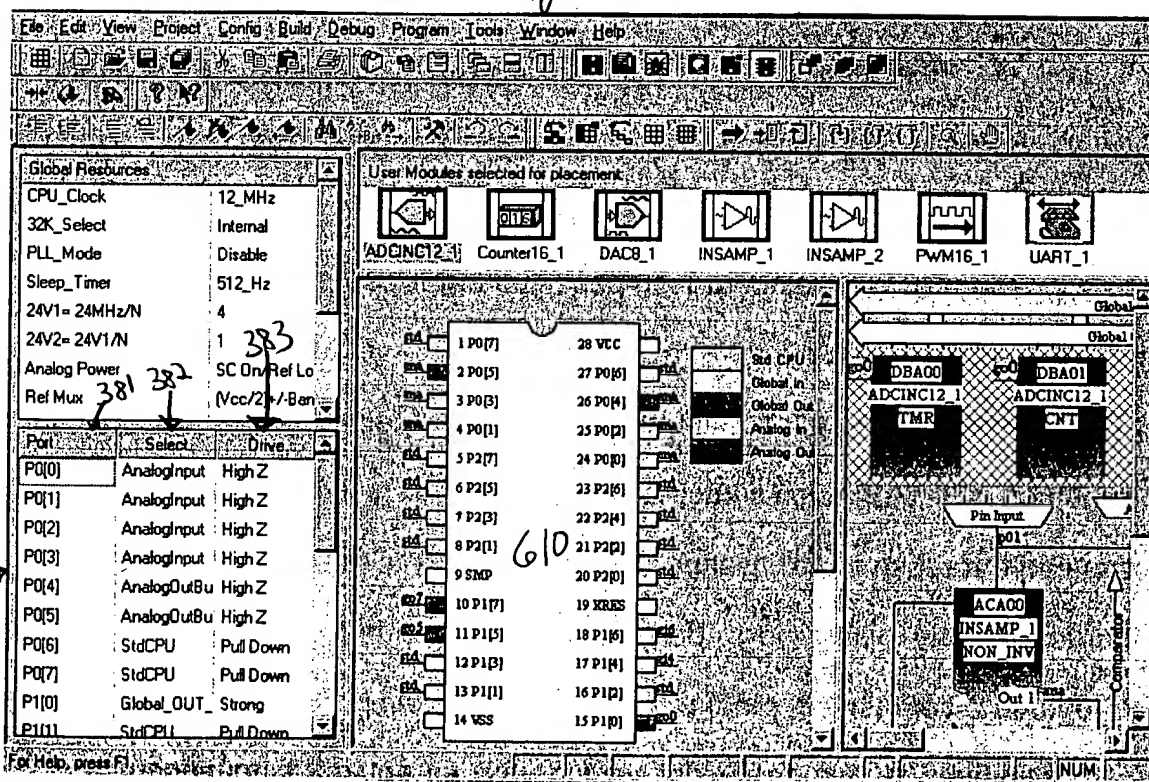 File Edit View Project Config Build Debug Program Tools Window Help
Global Resources
CPU_Clock 12_MHz
32K_Select Internal
PLL_Mode Disable
Sleep_Timer 512_Hz
24V1= 24MHz/N 4
24V2= 24V1/N 1
Analog Power SC On/Ref Lo
Ref Mux (Vcc/2)+/-Ban
381 382 383
Port Select Drive
P0[0] AnalogInput High Z
P0[1] AnalogInput High Z
P0[2] AnalogInput High Z
P0[3] AnalogInput High Z
P0[4] AnalogOutBu High Z
P0[5] AnalogOutBu High Z
P0[6] StdCPU Pull Down
P0[7] StdCPU Pull Down
P1[0] Global_OUT_ Strong
P1[1] StdCPU Pull Down
User Modules selected for placement:
ADCINC12_1 Counter16_1 DAC8_1 INSAMP_1 INSAMP_2 PWM16_1 UART_1
1 P0[7] 28 VCC
2 P0[5] 27 P0[6]
3 P0[3] 26 P0[4]
4 P0[1] 25 P0[2]
5 P2[7] 24 P0[0]
6 P2[5] 23 P2[6]
7 P2[3] 22 P2[4]
8 P2[1] 21 P2[2]
9 SMP 20 P2[0]
10 P1[7] 19 XRES
11 P1[5] 18 P1[6]
12 P1[3] 17 P1[4]
13 P1[1] 16 P1[2]
14 VSS 15 P1[0]
610
Std CPU
Global In
Global Out
Analog In
Analog Out
Global
Global
DBA00 DBA01
ADCINC12_1 ADCINC12_1
TMR CNT
Pin Input
p01
ACA00
INSAMP_1
NON_INV
Out 1
Comparator
For Help, press F1
NUM